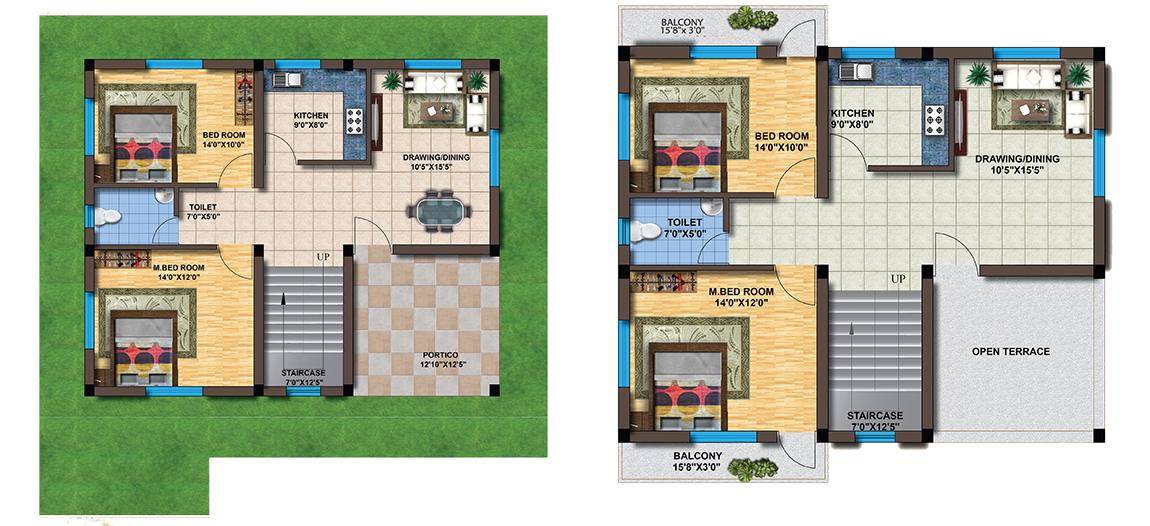 BED ROOM
14'0"X10'0"
KITCHEN
9'0"X8'0"
DRAWING/DINING
10'5"X15'5"
TOILET
7'0"X5'0"
M.BED ROOM
14'0"X12'0"
UP
STAIRCASE
7'0"X12'5"
PORTICO
12'10"X12'5"
BALCONY
15'8"x 3'0"
BED ROOM
14'0"X10'0"
KITCHEN
9'0"X8'0"
DRAWING/DINING
10'5"X15'5"
TOILET
7'0"X5'0"
M.BED ROOM
14'0"X12'0"
UP
OPEN TERRACE
STAIRCASE
7'0"X12'5"
BALCONY
15'8"X3'0"